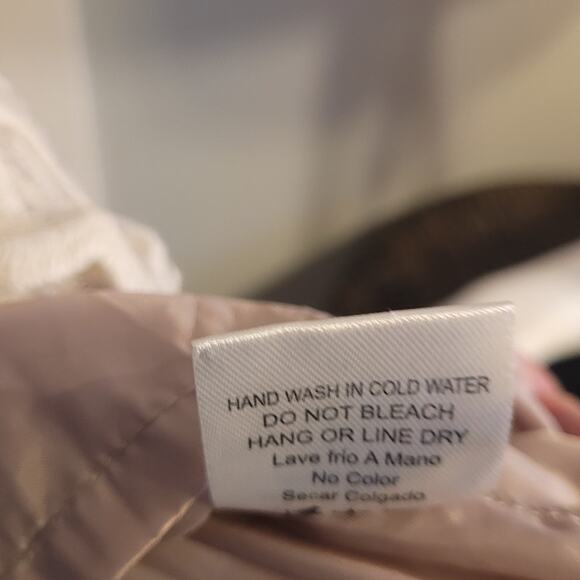 HAND WASH IN COLD WATER
DO NOT BLEACH
HANG OR LINE DRY
Lave frio A Mano
No Color
Secar Colgado